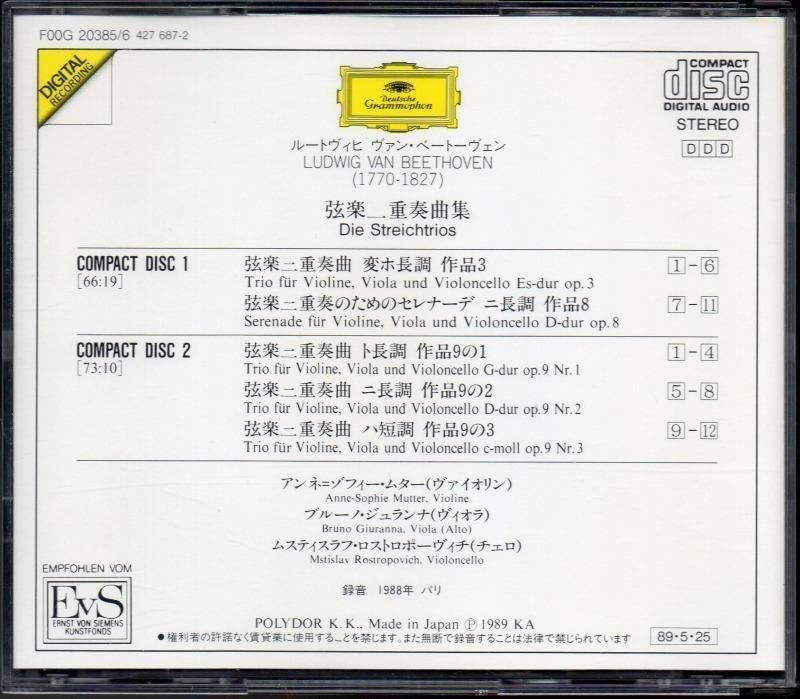 F00G 20385/6 427 687-2
DIGITAL
RECORDING
Deutsche
Grammophon
COMPACT
disc
DIGITAL AUDIO
STEREO
D D D
ルートヴィヒ ヴァン・ベートーヴェン
LUDWIG VAN BEETHOVEN
(1770-1827)
弦楽三重奏曲集
Die Streichtrios
COMPACT DISC 1
[66:19]
弦楽三重奏曲 変ホ長調 作品3 1-6
Trio für Violine, Viola und Violoncello Es-dur op.3
弦楽三重奏のためのセレナーデ ニ長調 作品8 7-11
Serenade für Violine, Viola und Violoncello D-dur op.8
COMPACT DISC 2
[73:10]
弦楽三重奏曲 ト長調 作品9の1 1-4
Trio für Violine, Viola und Violoncello G-dur op.9 Nr.1
弦楽三重奏曲 ニ長調 作品9の2 5-8
Trio für Violine, Viola und Violoncello D-dur op.9 Nr.2
弦楽三重奏曲 ハ短調 作品9の3 9-12
Trio für Violine, Viola und Violoncello c-moll op.9 Nr.3
アンネ=ゾフィー・ムター(ヴァイオリン)
Anne-Sophie Mutter, Violine
ブルーノ・ジュランナ(ヴィオラ)
Bruno Giuranna, Viola (Alto)
ムスティスラフ・ロストロポーヴィチ(チェロ)
Mstislav Rostropovich, Violoncello
録音 1988年 パリ
EMPFOHLEN VOM
EvS
ERNST VON SIEMENS
KUNSTFONDS
POLYDOR K.K., Made in Japan Ⓟ 1989 KA
●権利者の許諾なく賃貸業に使用することを禁じます。また無断で録音することは法律で禁じられています
89・5・25